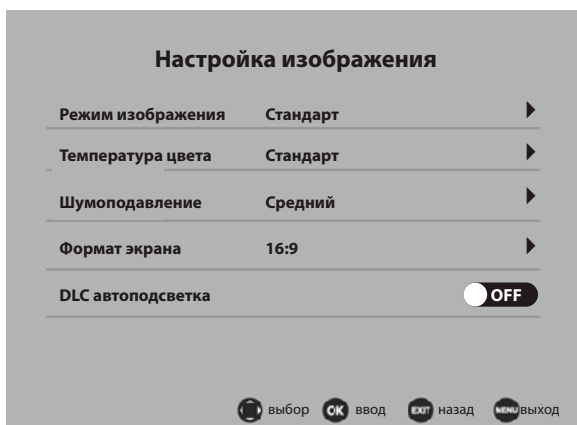 Настройка изображения
Режим изображения Стандарт
Температура цвета Стандарт
Шумоподавление Средний
Формат экрана 16:9
DLC автоподсветка OFF
выбор OK ввод EXIT назад MENU выход